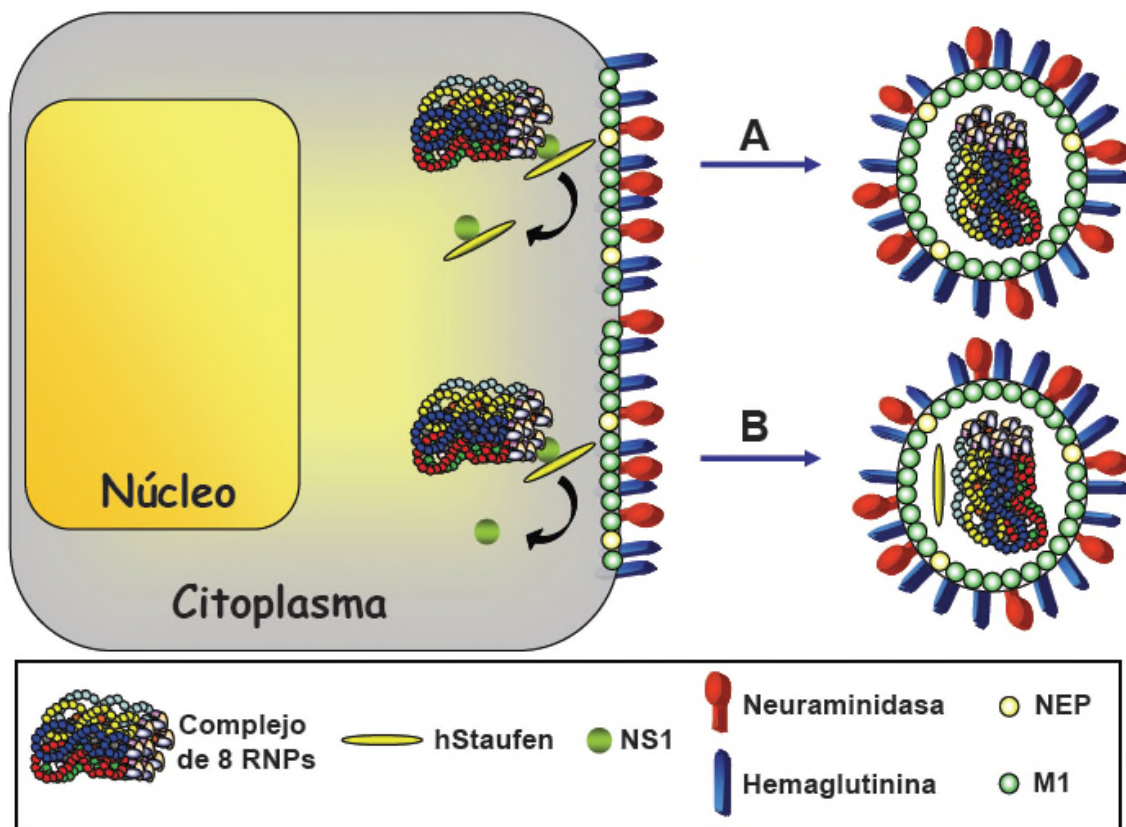 A
B
Núcleo
Citoplasma
Complejo
de 8 RNPs
hStaufen
NS1
Neuraminidasa
Hemaglutinina
NEP
M1